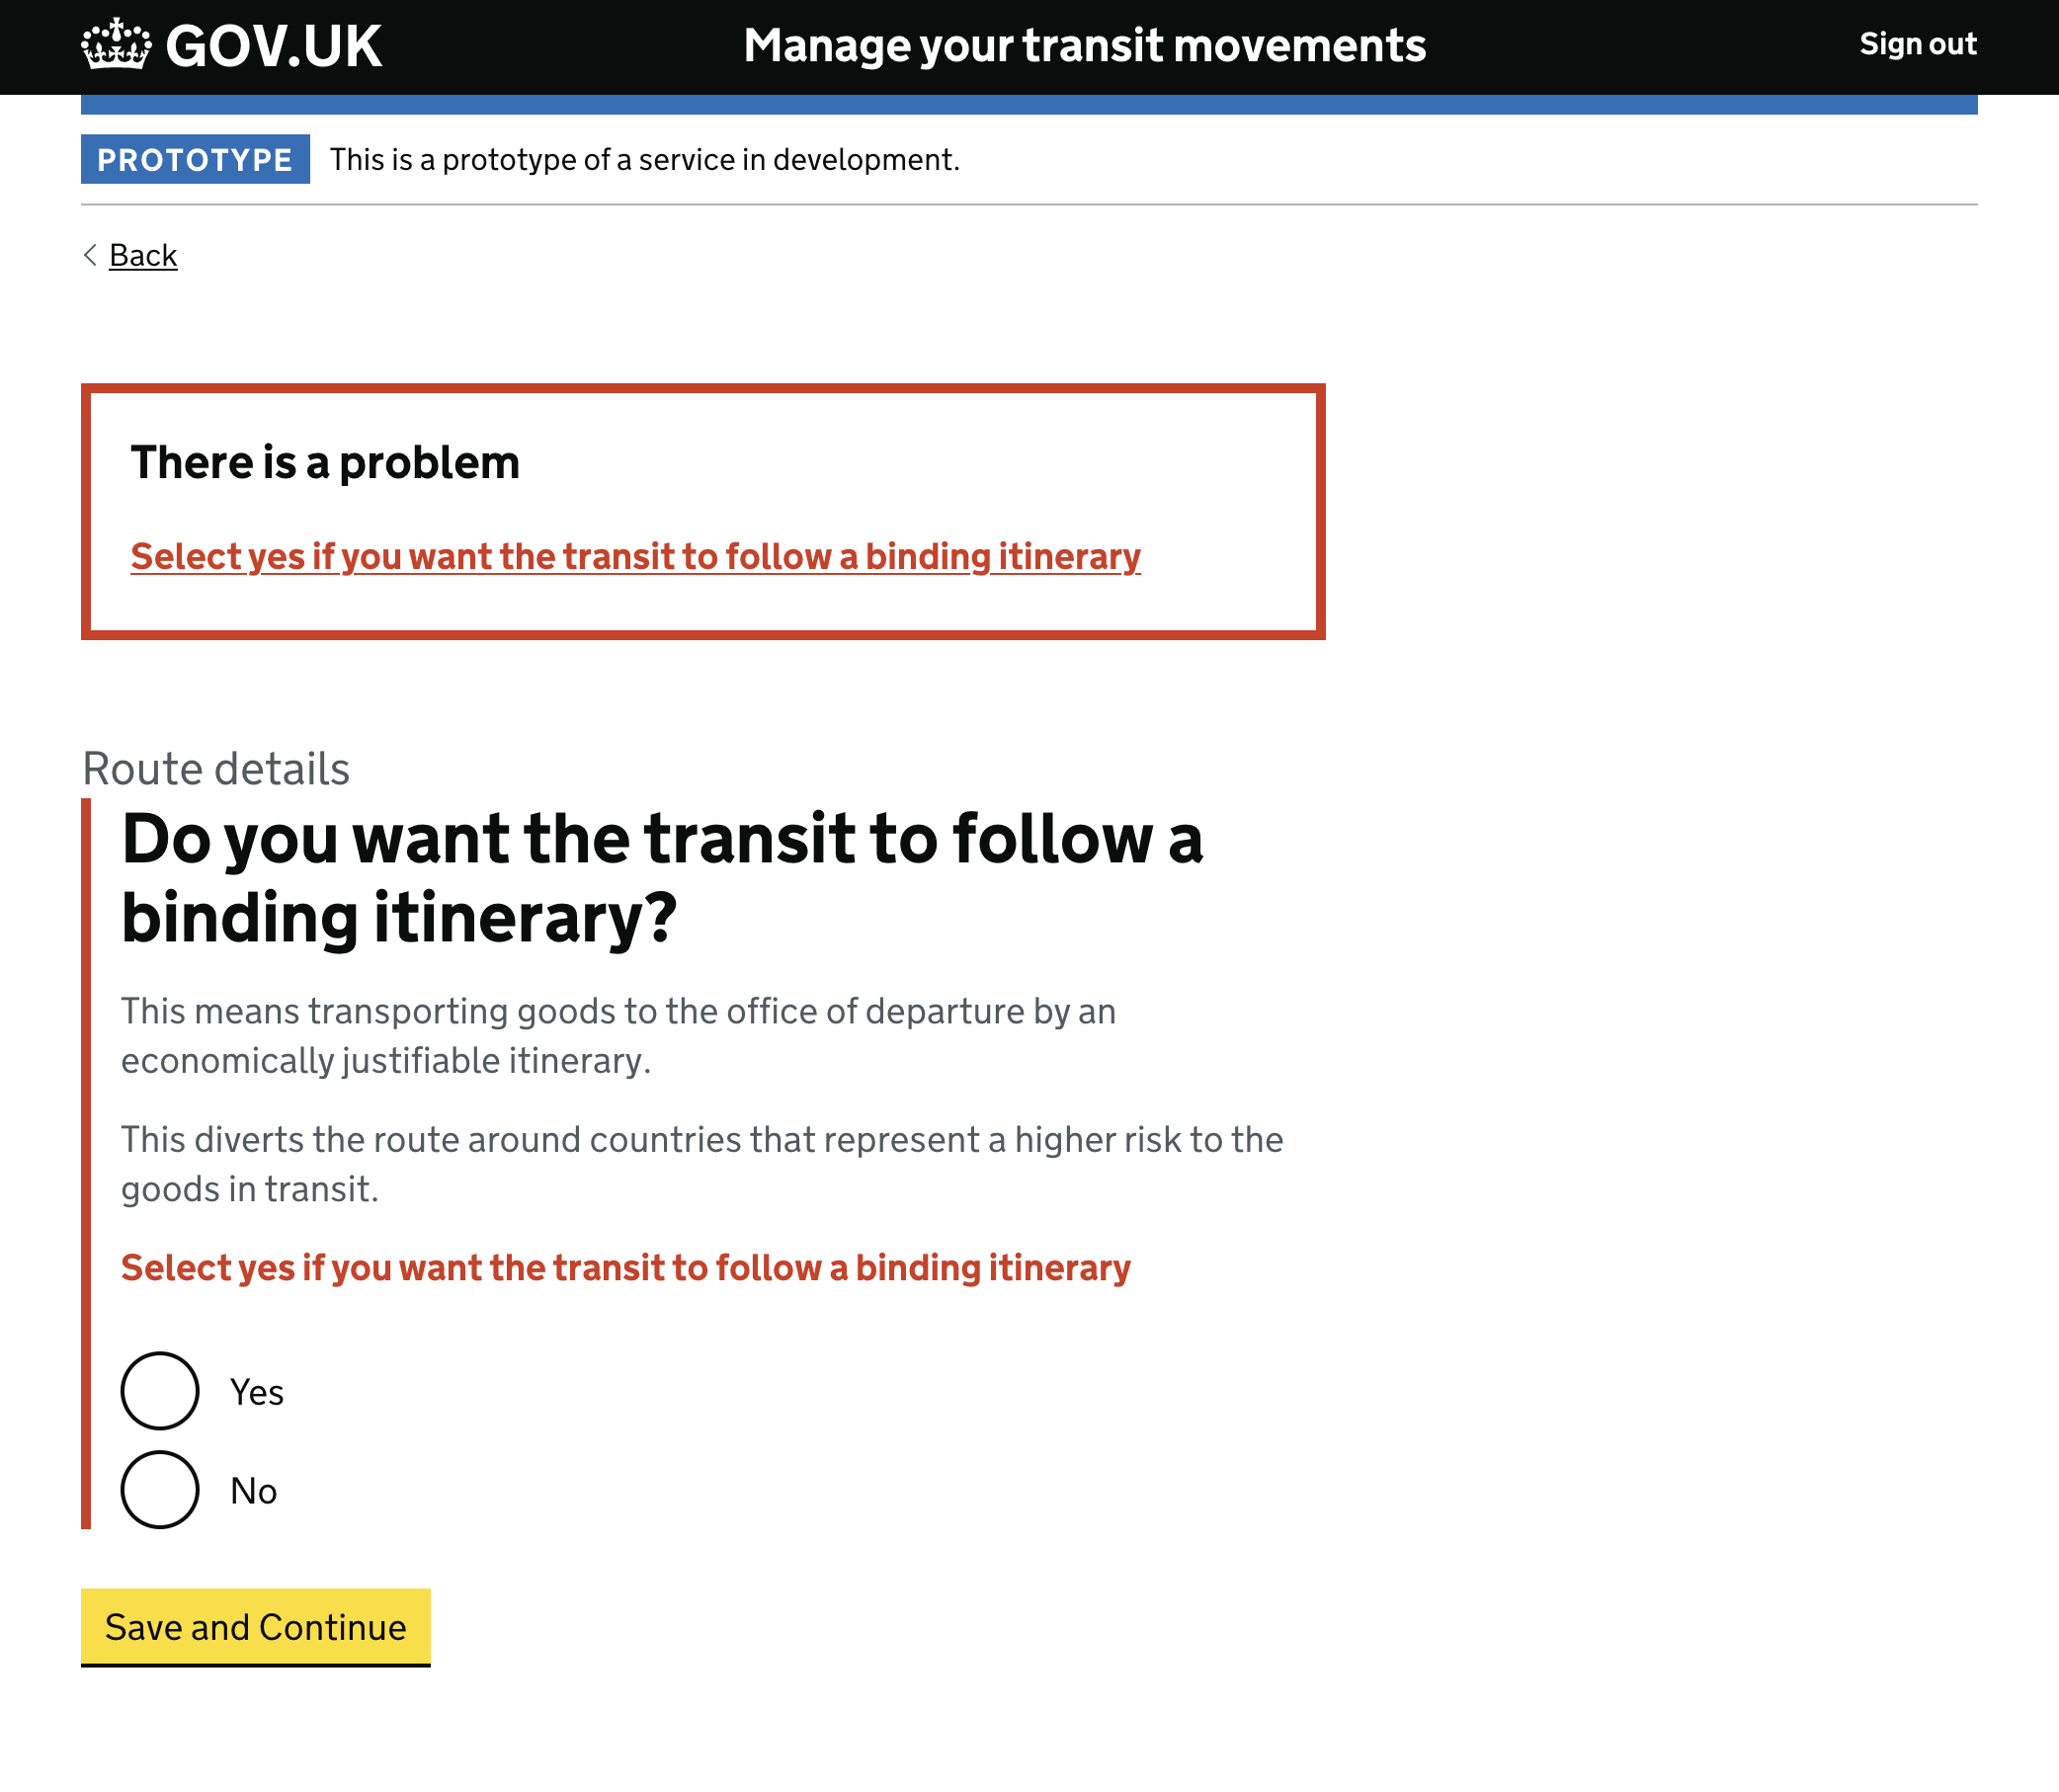 GOV.UK
Manage your transit movements
Sign out
PROTOTYPE
This is a prototype of a service in development.
Back
There is a problem
Select yes if you want the transit to follow a binding itinerary
Route details
Do you want the transit to follow a
binding itinerary?
This means transporting goods to the office of departure by an
economically justifiable itinerary.
This diverts the route around countries that represent a higher risk to the
goods in transit.
Select yes if you want the transit to follow a binding itinerary
Yes
No
Save and Continue